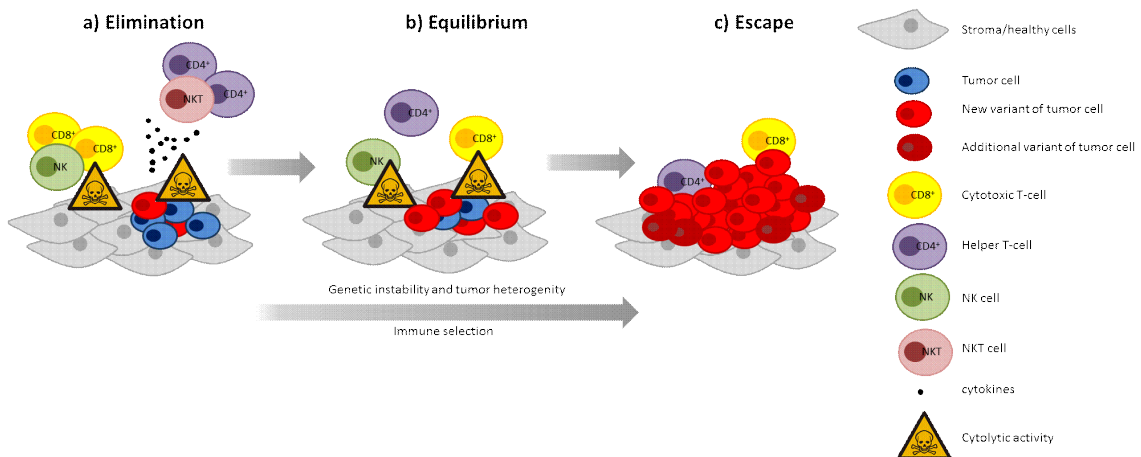 a) Elimination
b) Equilibrium
c) Escape
CD4⁺
CD4⁺
NKT
CD8⁺
CD8⁺
NK
CD4⁺
CD8⁺
NK
CD8⁺
CD4⁺
Genetic instability and tumor heterogenity
Immune selection
Stroma/healthy cells
Tumor cell
New variant of tumor cell
Additional variant of tumor cell
CD8⁺
Cytotoxic T-cell
CD4⁺
Helper T-cell
NK
NK cell
NKT
NKT cell
cytokines
Cytolytic activity